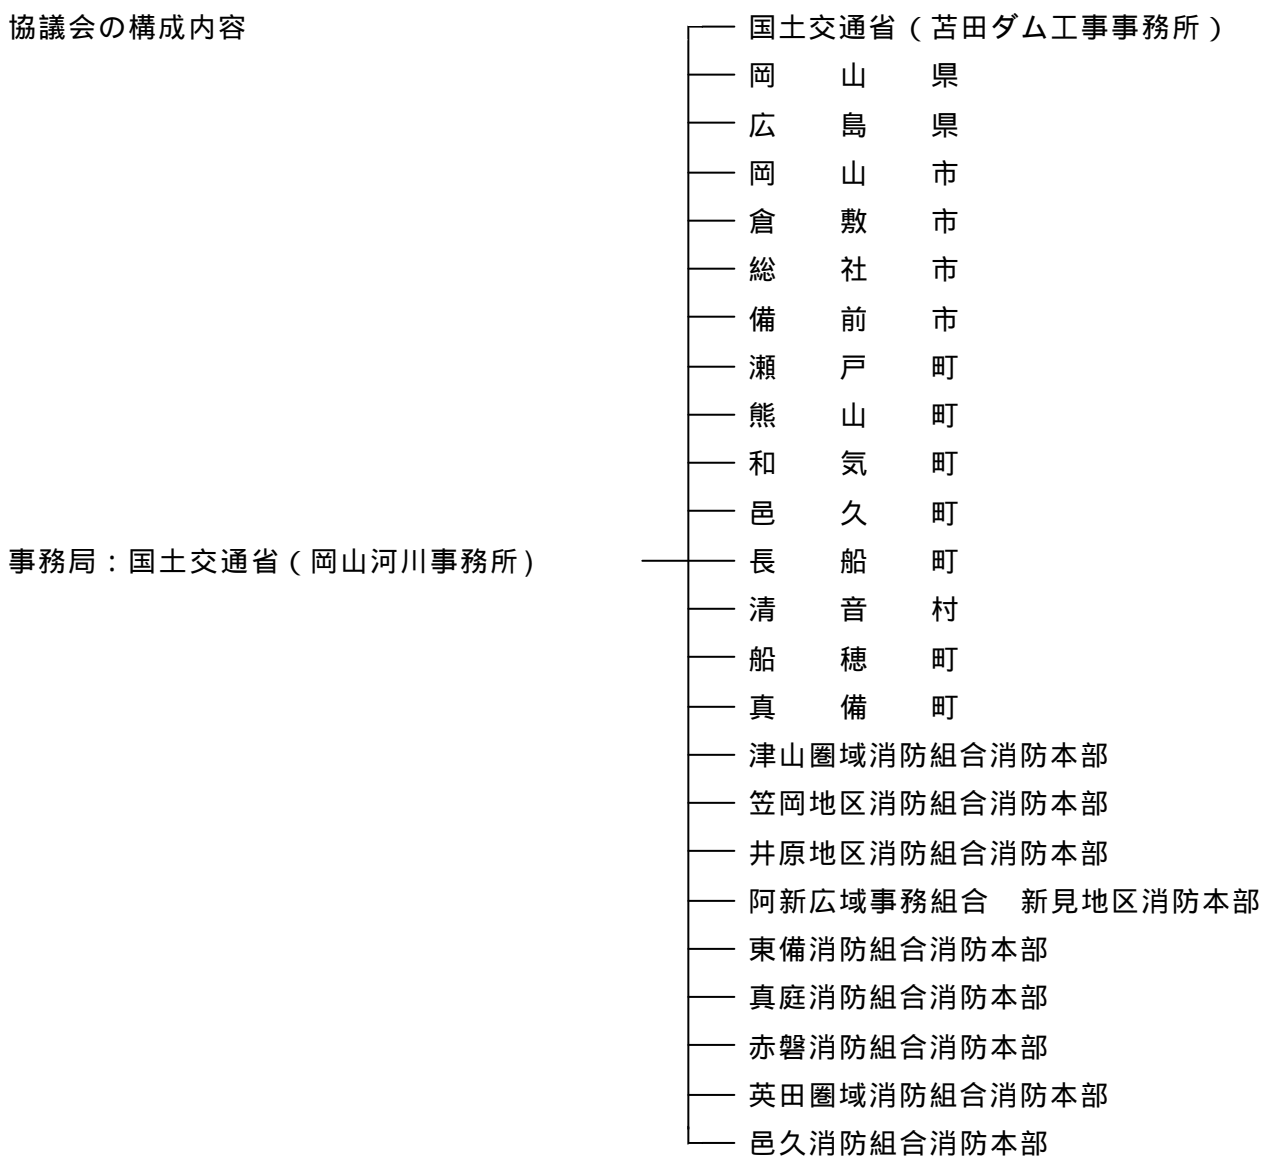 協議会の構成内容
国土交通省（苫田ダム工事事務所）
岡　山　県
広　島　県
岡　山　市
倉　敷　市
総　社　市
備　前　市
瀬　戸　町
熊　山　町
和　気　町
邑　久　町
事務局：国土交通省（岡山河川事務所）
長　船　町
清　音　村
船　穂　町
真　備　町
津山圏域消防組合消防本部
笠岡地区消防組合消防本部
井原地区消防組合消防本部
阿新広域事務組合　新見地区消防本部
東備消防組合消防本部
真庭消防組合消防本部
赤磐消防組合消防本部
英田圏域消防組合消防本部
邑久消防組合消防本部